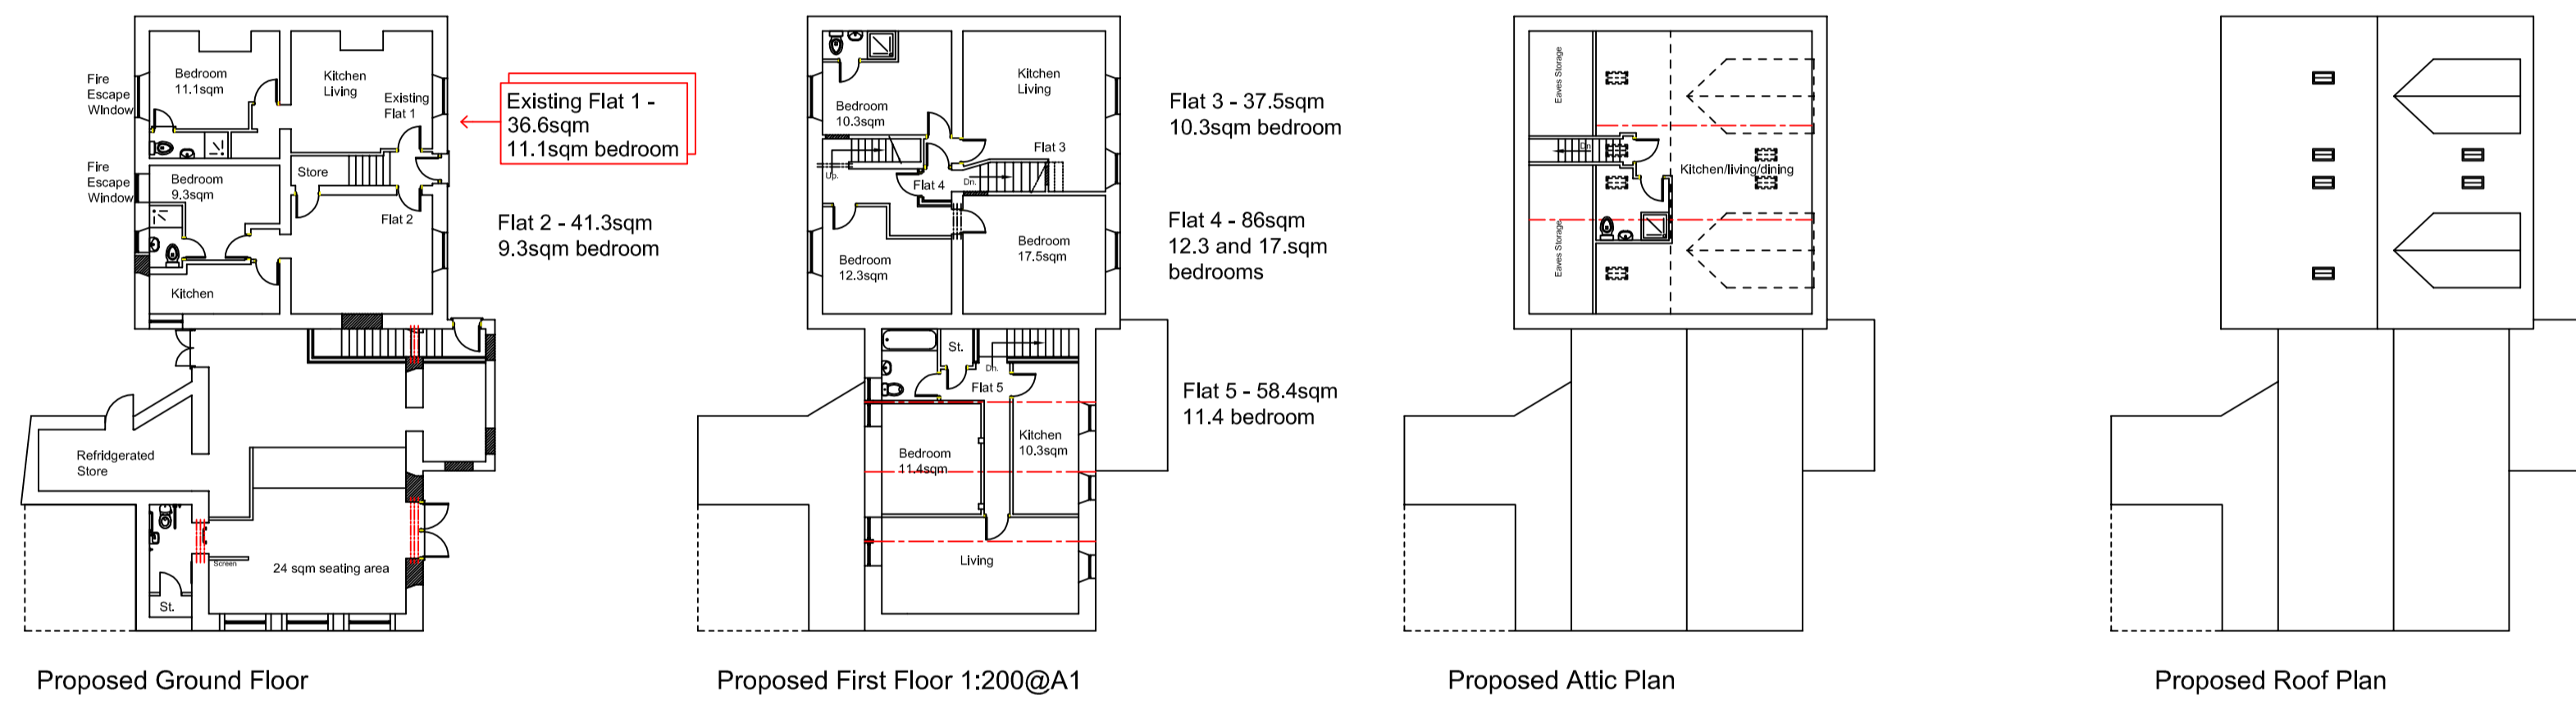 Fire
Escape
Window
Bedroom
11.1sqm
Kitchen
Living
Existing
Flat 1
Existing Flat 1 -
36.6sqm
11.1sqm bedroom
Fire
Escape
Window
Bedroom
9.3sqm
Store
Flat 2
Flat 2 - 41.3sqm
9.3sqm bedroom
Kitchen
Refridgerated
Store
Screen
24 sqm seating area
St.
Proposed Ground Floor
Bedroom
10.3sqm
Kitchen
Living
Flat 3
Up.
Flat 4
Dn.
Bedroom
12.3sqm
Bedroom
17.5sqm
St.
Dn.
Flat 5
Bedroom
11.4sqm
Kitchen
10.3sqm
Living
Flat 3 - 37.5sqm
10.3sqm bedroom
Flat 4 - 86sqm
12.3 and 17.sqm
bedrooms
Flat 5 - 58.4sqm
11.4 bedroom
Proposed First Floor 1:200@A1
Eaves Storage
Dn
Kitchen/living/dining
Eaves Storage
Proposed Attic Plan
Proposed Roof Plan